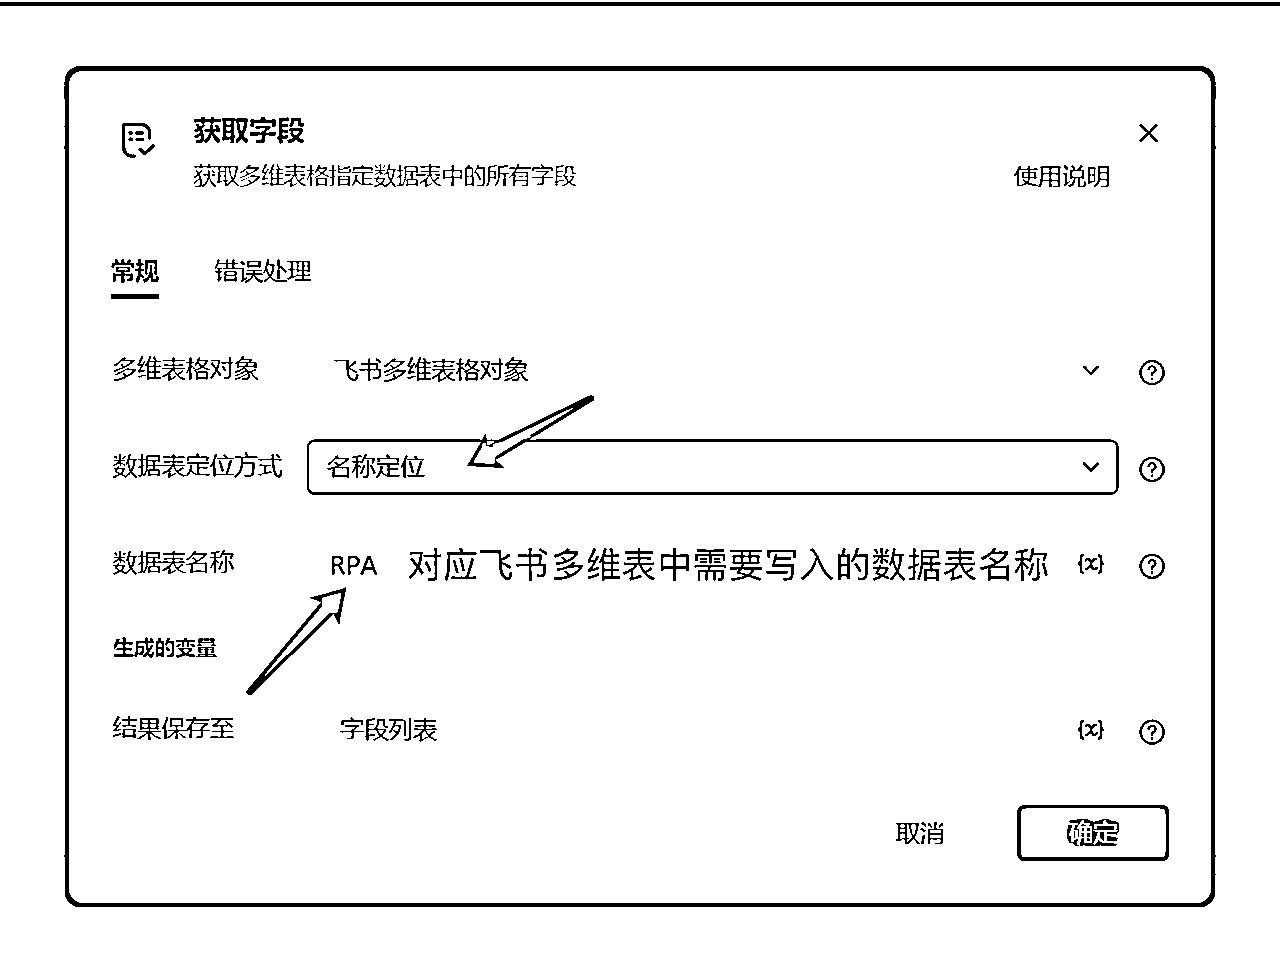 获取字段
获取多维表格指定数据表中的所有字段
使用说明
常规 错误处理
多维表格对象 飞书多维表格对象
数据表定位方式 名称定位
数据表名称 RPA 对应飞书多维表中需要写入的数据表名称 {x}
生成的变量
结果保存至 字段列表 {x}
取消 确定